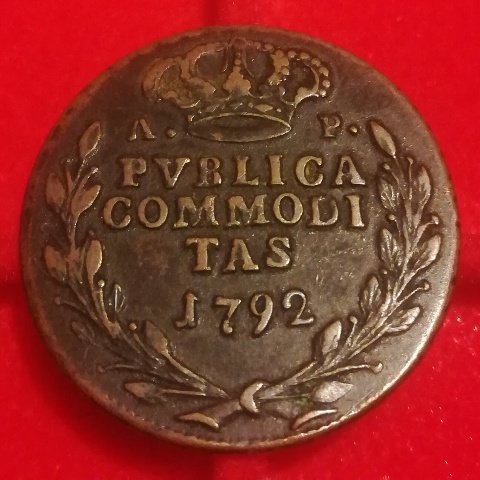 A. P.
PVBLICA
COMMODI
TAS
1792